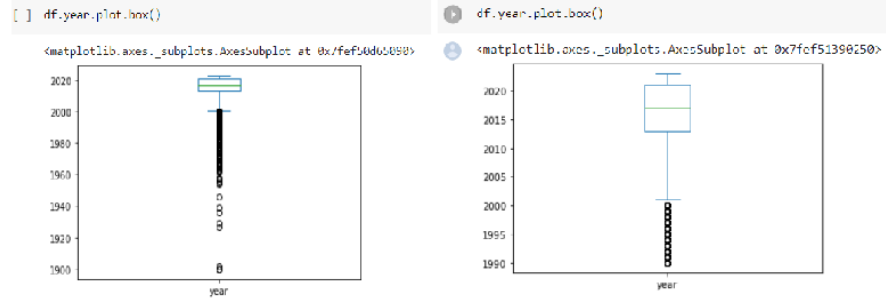 [ ] df.year.plot.box()
<matplotlib.axes._subplots.AxesSubplot at 0x7fef50d65090>
2020
2000
1980
1960
1940
1920
1900
year
df.year.plot.box()
<matplotlib.axes._subplots.AxesSubplot at 0x7fef51390250>
2020
2015
2010
2005
2000
1995
1990
year